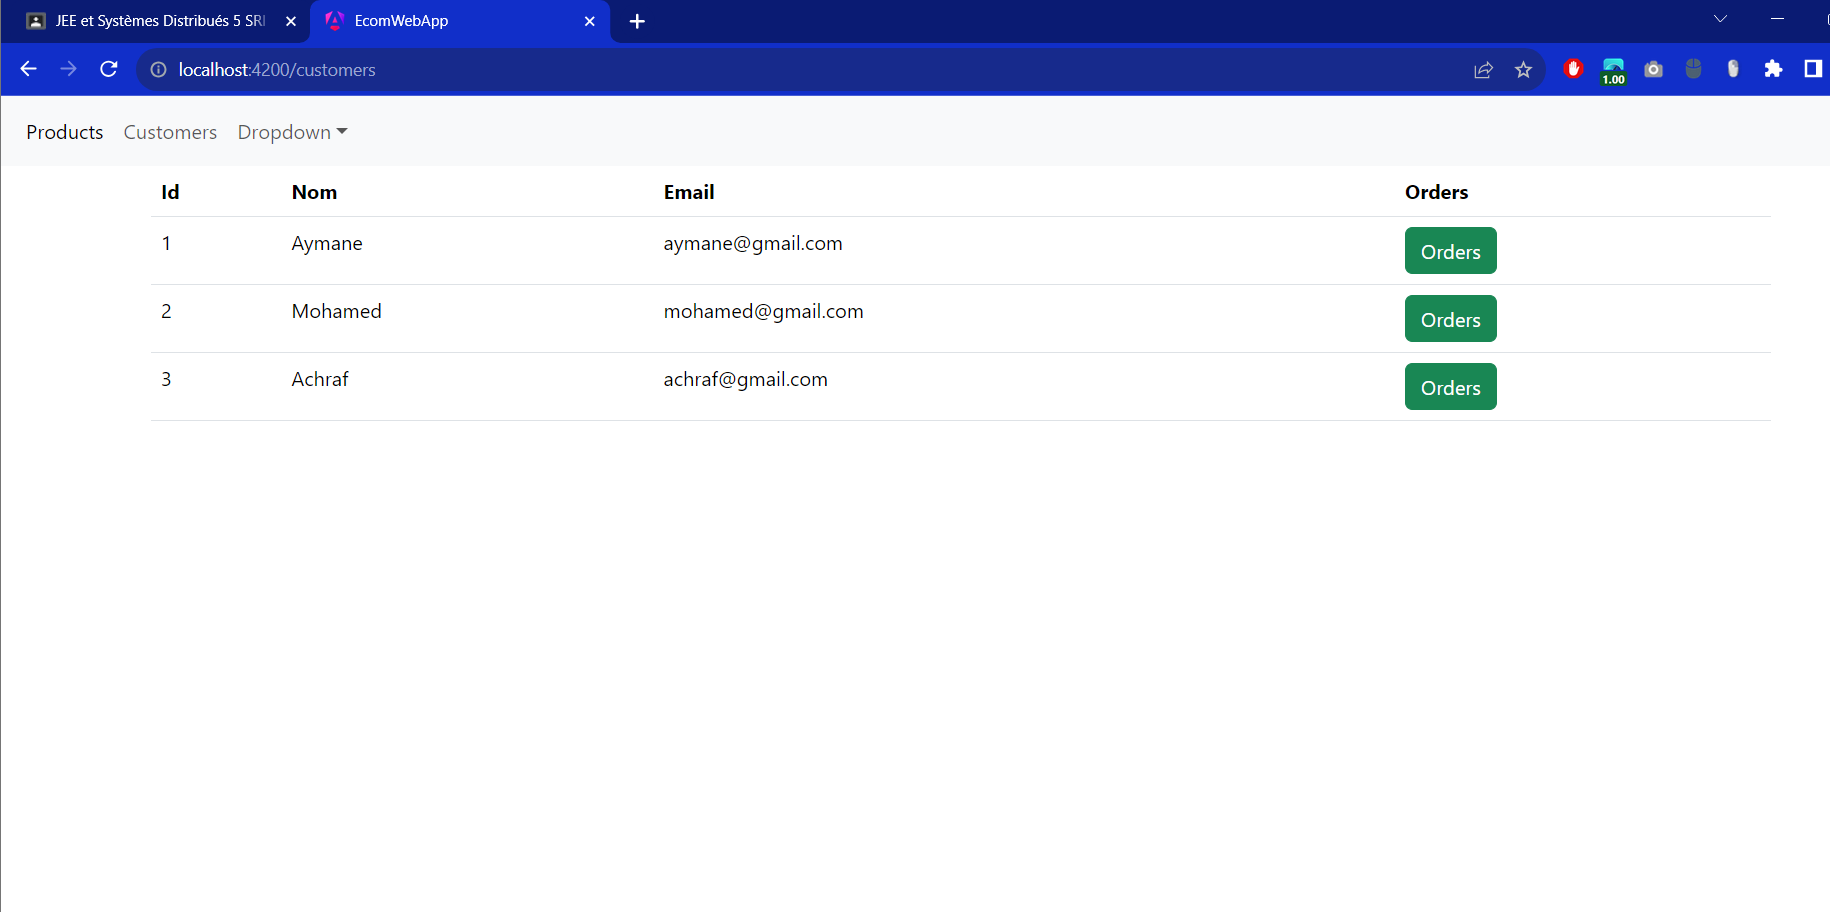 JEE et Systèmes Distribués 5 SRI
EcomWebApp
localhost:4200/customers
1.00
Products Customers Dropdown
Id Nom Email Orders
1 Aymane aymane@gmail.com Orders
2 Mohamed mohamed@gmail.com Orders
3 Achraf achraf@gmail.com Orders